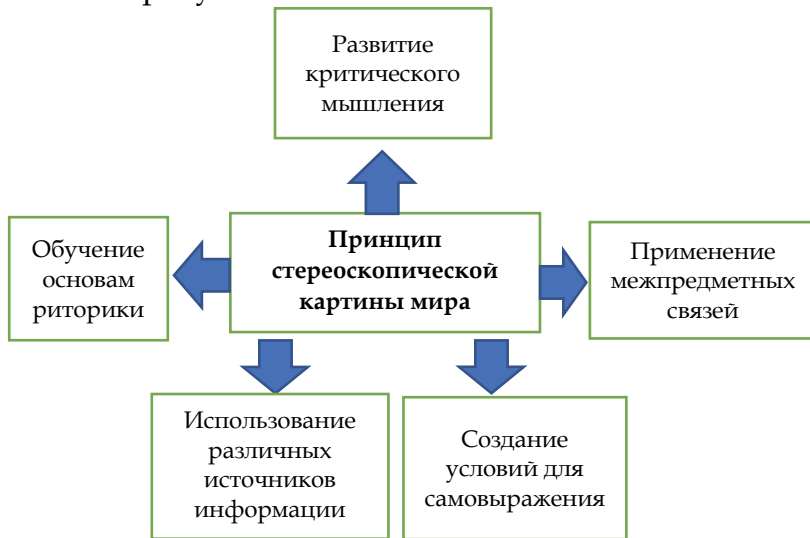 Развитие
критического
мышления
Обучение
основам
риторики
Принцип
стереоскопической
картины мира
Применение
межпредметных
связей
Использование
различных
источников
информации
Создание
условий для
самовыражения